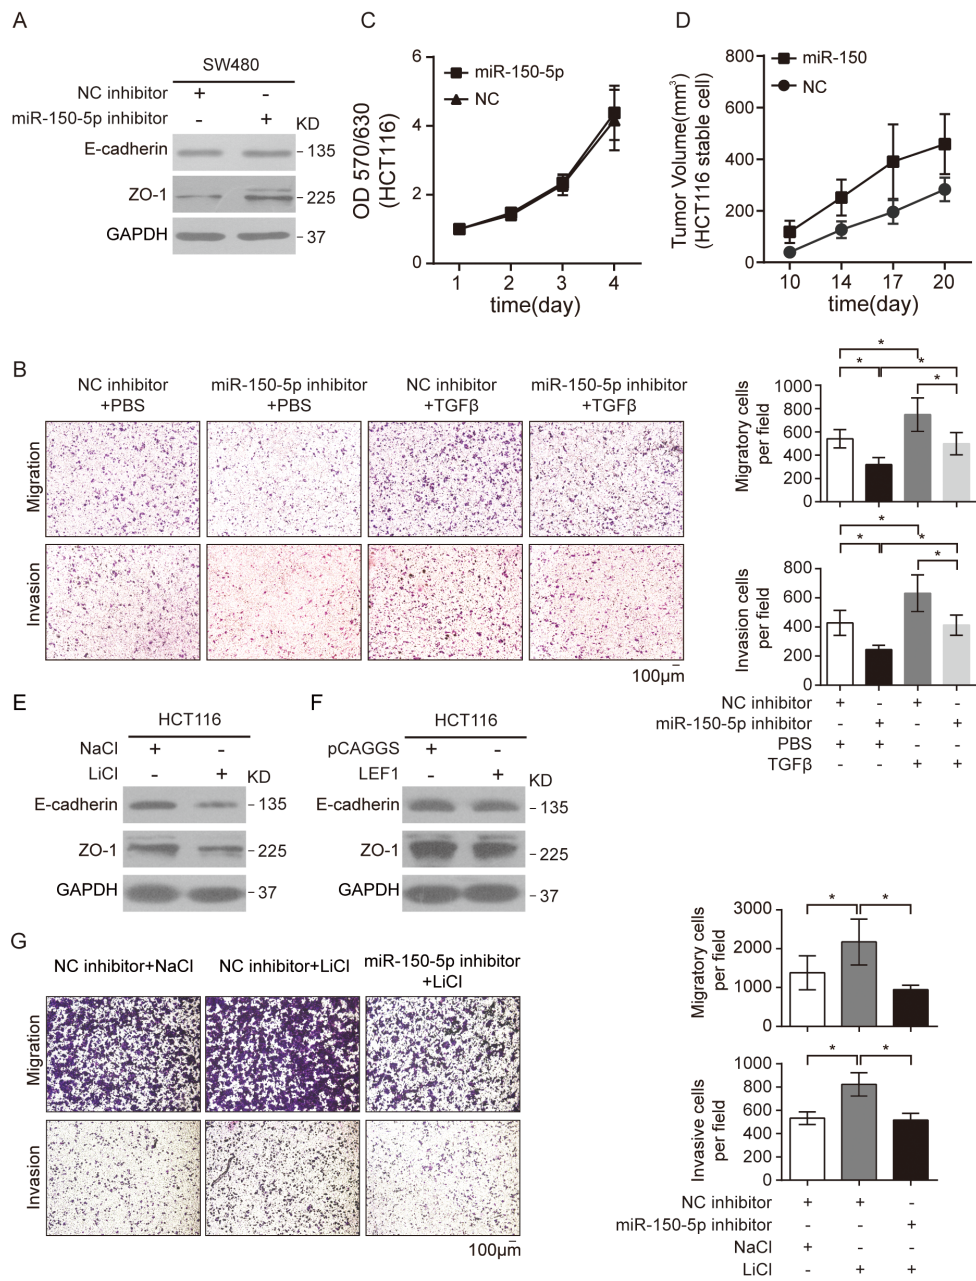 A
SW480
NC inhibitor + -
miR-150-5p inhibitor - + KD
E-cadherin - 135
ZO-1 - 225
GAPDH - 37
C
OD 570/630
(HCT116)
6
4
2
0
miR-150-5p
NC
1 2 3 4
time(day)
D
Tumor Volume(mm³)
(HCT116 stable cell)
800
600
400
200
0
miR-150
NC
10 14 17 20
time(day)
B
NC inhibitor
+PBS
miR-150-5p inhibitor
+PBS
NC inhibitor
+TGFβ
miR-150-5p inhibitor
+TGFβ
Migration
Invasion
100μm
Migratory cells
per field
1000
800
600
400
200
0
*
* *
*
Invasion cells
per field
800
600
400
200
0
*
* *
*
NC inhibitor + - + -
miR-150-5p inhibitor - + - +
PBS + + - -
TGFβ - - + +
E
HCT116
NaCl + -
LiCl - + KD
E-cadherin - 135
ZO-1 - 225
GAPDH - 37
F
HCT116
pCAGGS + -
LEF1 - + KD
E-cadherin - 135
ZO-1 - 225
GAPDH - 37
G
NC inhibitor+NaCl
NC inhibitor+LiCl
miR-150-5p inhibitor
+LiCl
Migration
Invasion
100μm
Migratory cells
per field
3000
2000
1000
0
* *
Invasive cells
per field
1000
800
600
400
200
0
* *
NC inhibitor + + -
miR-150-5p inhibitor - - +
NaCl + - -
LiCl - + +